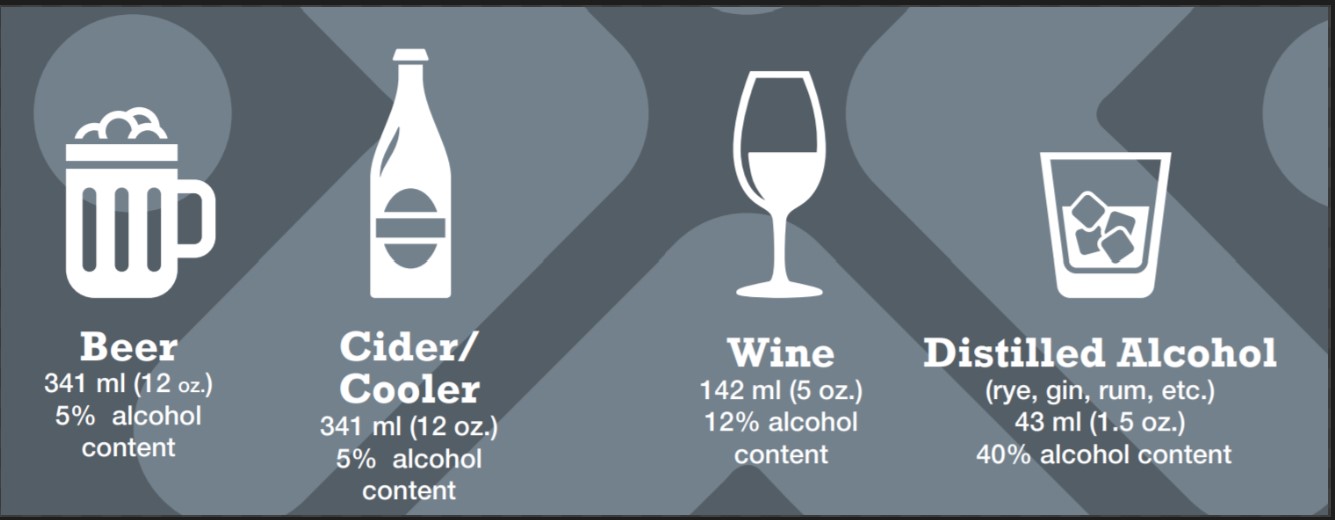 Beer
341 ml (12 oz.)
5% alcohol
content
Cider/
Cooler
341 ml (12 oz.)
5% alcohol
content
Wine
142 ml (5 oz.)
12% alcohol
content
Distilled Alcohol
(rye, gin, rum, etc.)
43 ml (1.5 oz.)
40% alcohol content